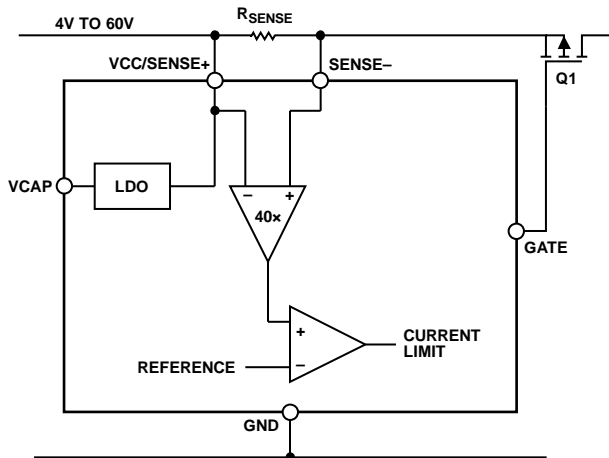 4V TO 60V
RSENSE
VCC/SENSE+
SENSE–
Q1
VCAP
LDO
–
+
40×
GATE
+
CURRENT
LIMIT
REFERENCE
–
GND